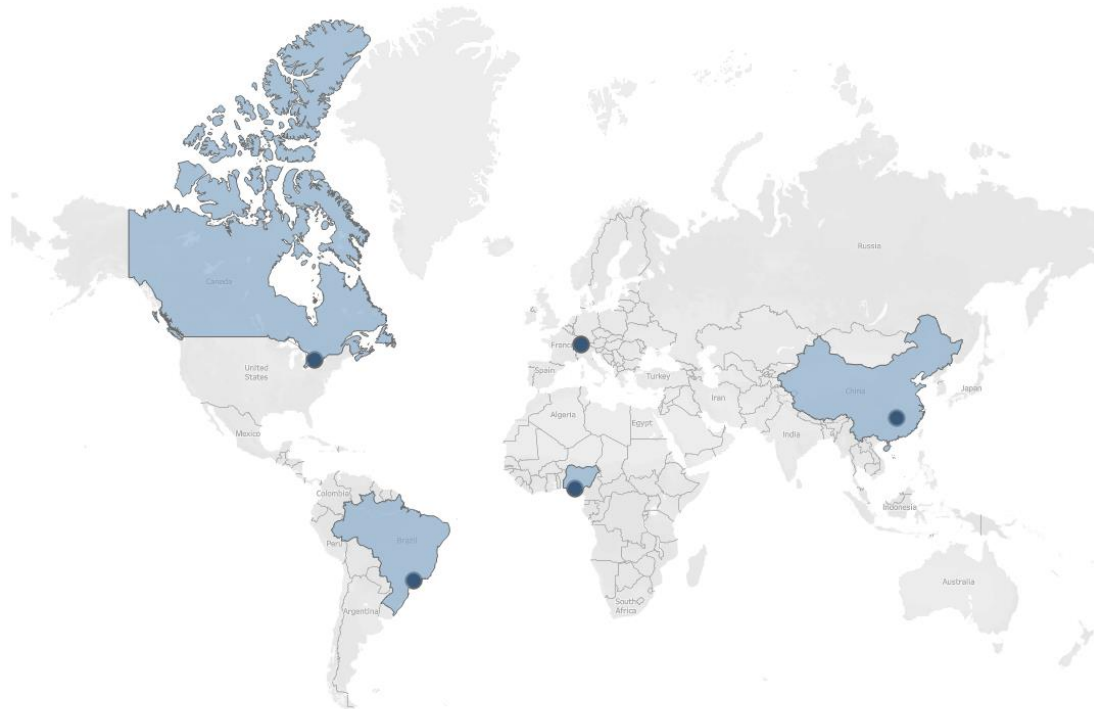 Russia
Canada
France
United
States
Spain
Turkey
China
Japan
Iran
Algeria
Egypt
Mexico
India
Colombia
Indonesia
Brazil
Peru
Australia
Argentina
South
Africa